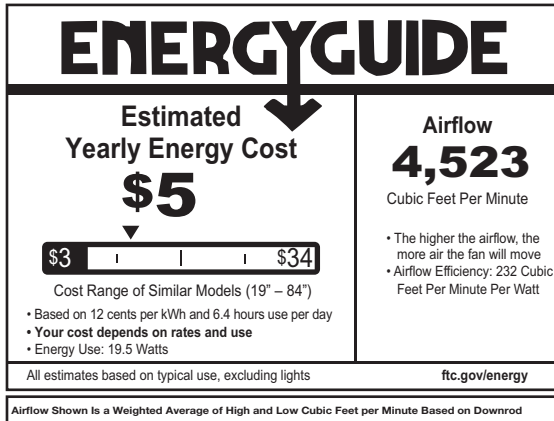 ENERGYGUIDE
Estimated
Yearly Energy Cost
$5
$3
$34
Cost Range of Similar Models (19” – 84”)
• Based on 12 cents per kWh and 6.4 hours use per day
• Your cost depends on rates and use
• Energy Use: 19.5 Watts
Airflow
4,523
Cubic Feet Per Minute
• The higher the airflow, the
more air the fan will move
• Airflow Efficiency: 232 Cubic
Feet Per Minute Per Watt
All estimates based on typical use, excluding lights
ftc.gov/energy
Airflow Shown Is a Weighted Average of High and Low Cubic Feet per Minute Based on Downrod